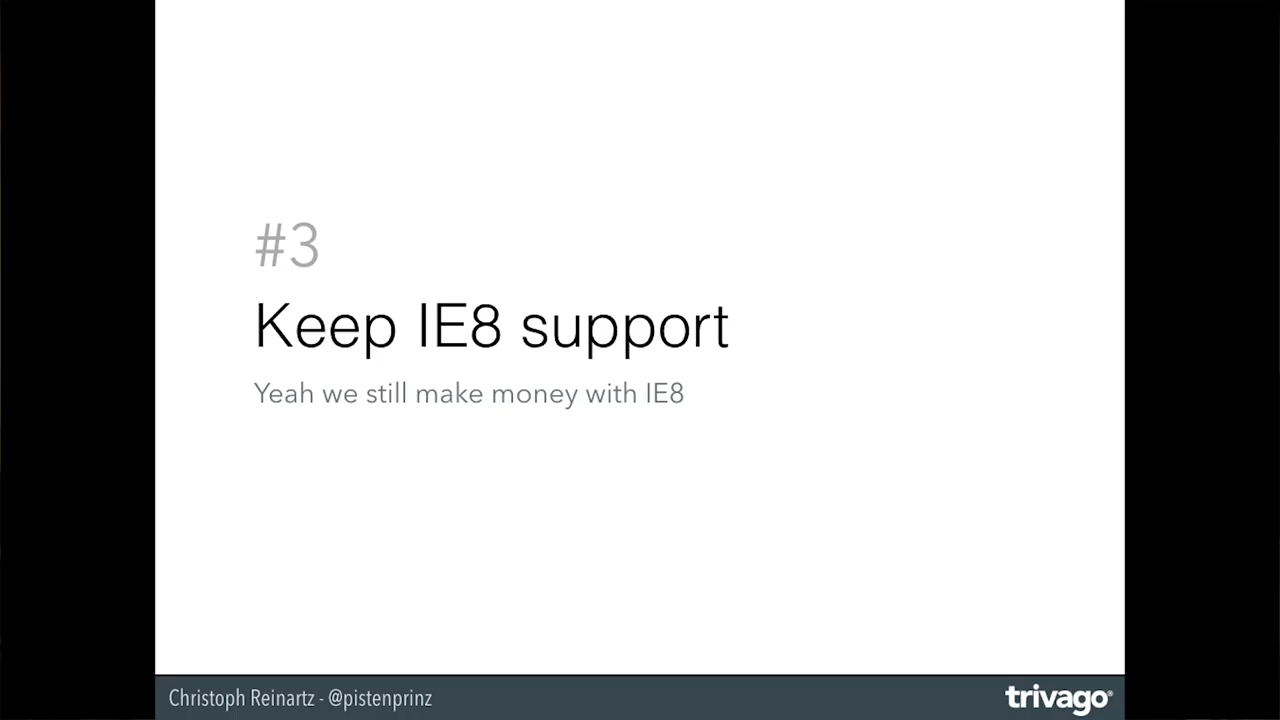 #3
Keep IE8 support
Yeah we still make money with IE8
Christoph Reinartz - @pistenprinz
trivago®